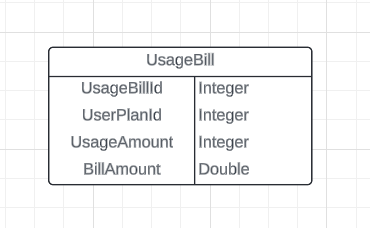 UsageBill
UsageBillId Integer
UserPlanId Integer
UsageAmount Integer
BillAmount Double